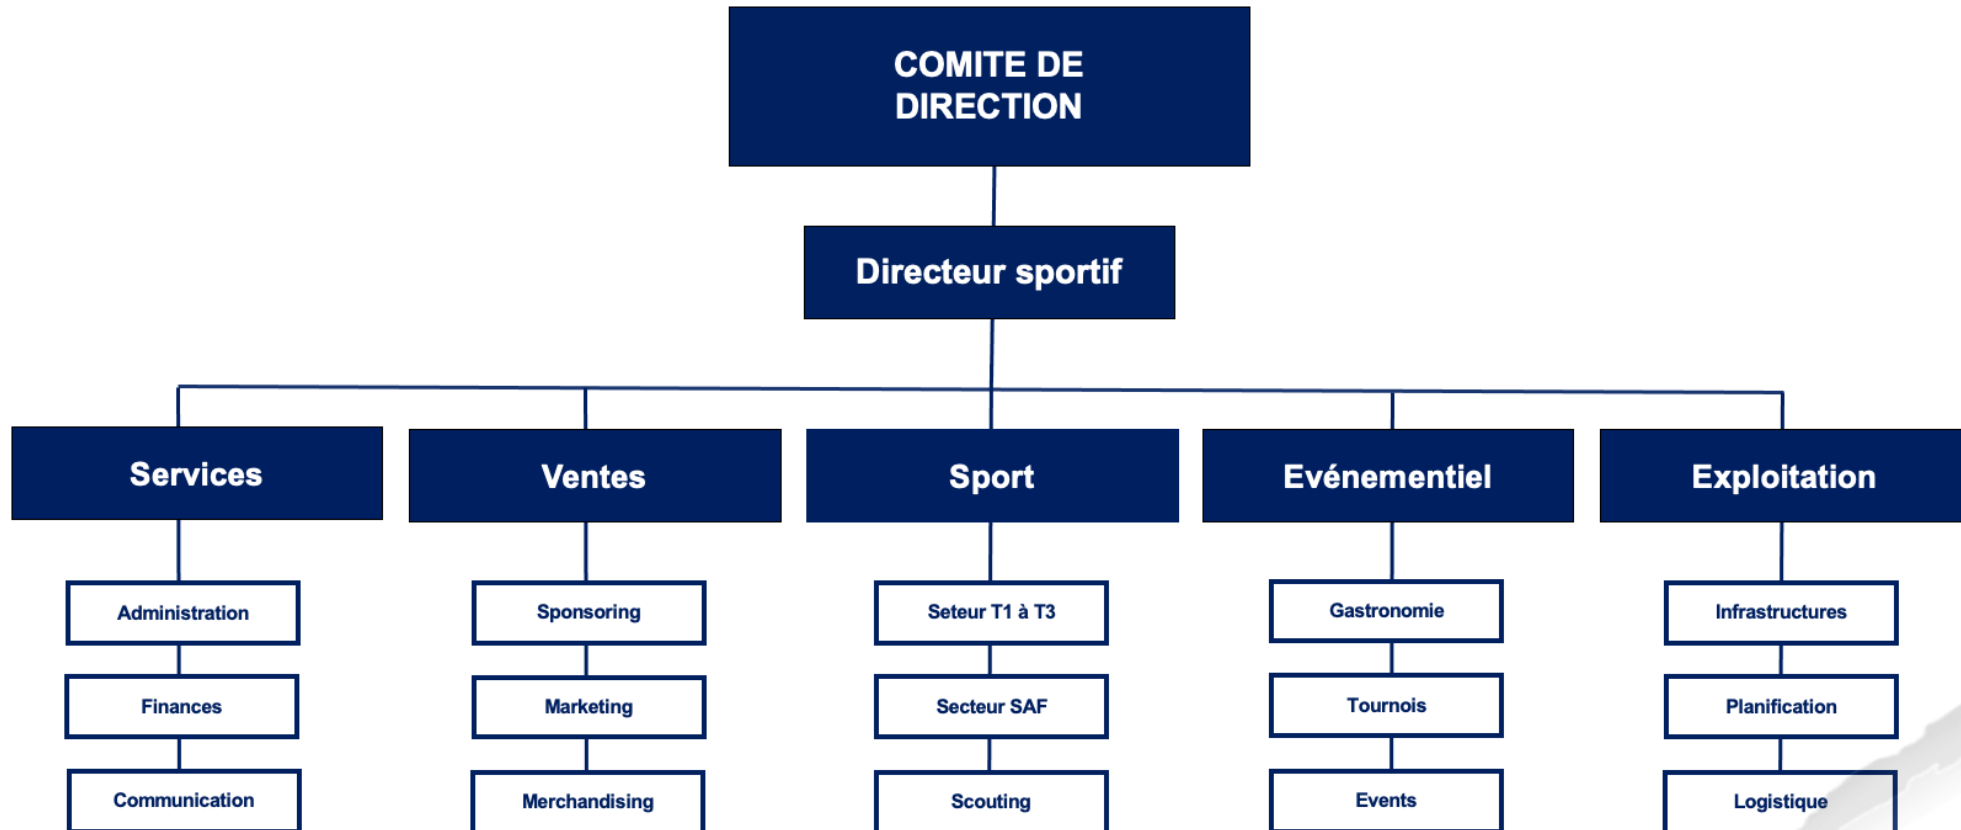 COMITE DE
DIRECTION
Directeur sportif
Services
Ventes
Sport
Evénementiel
Exploitation
Administration
Sponsoring
Seteur T1 à T3
Gastronomie
Infrastructures
Finances
Marketing
Secteur SAF
Tournois
Planification
Communication
Merchandising
Scouting
Events
Logistique